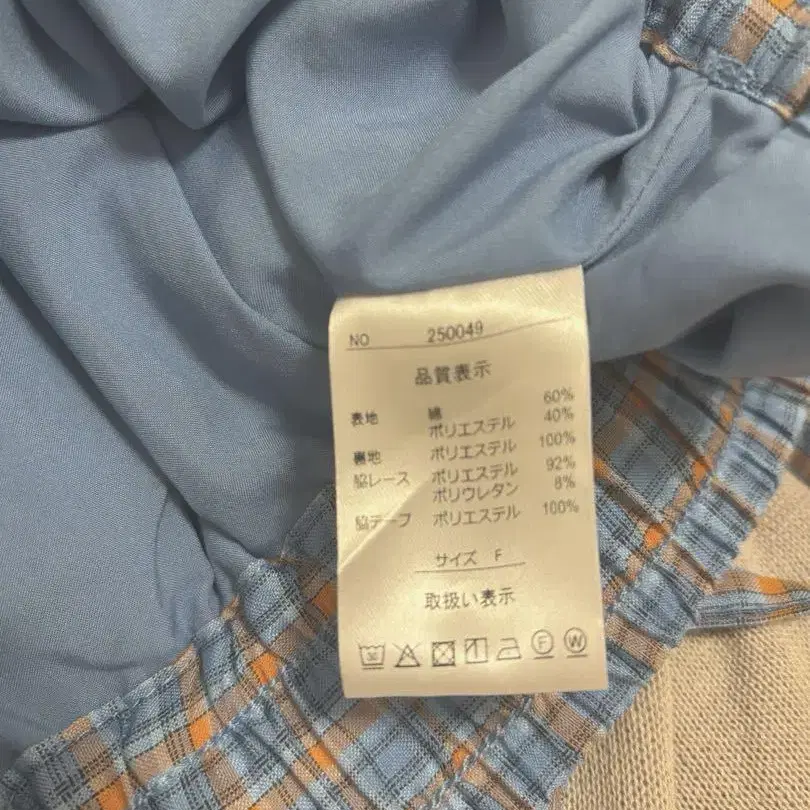 NO 250049
品質表示
表地 綿 60%
ポリエステル 40%
裏地 ポリエステル 100%
脇レース ポリエステル 92%
ポリウレタン 8%
脇テープ ポリエステル 100%
サイズ F
取扱い表示
F W